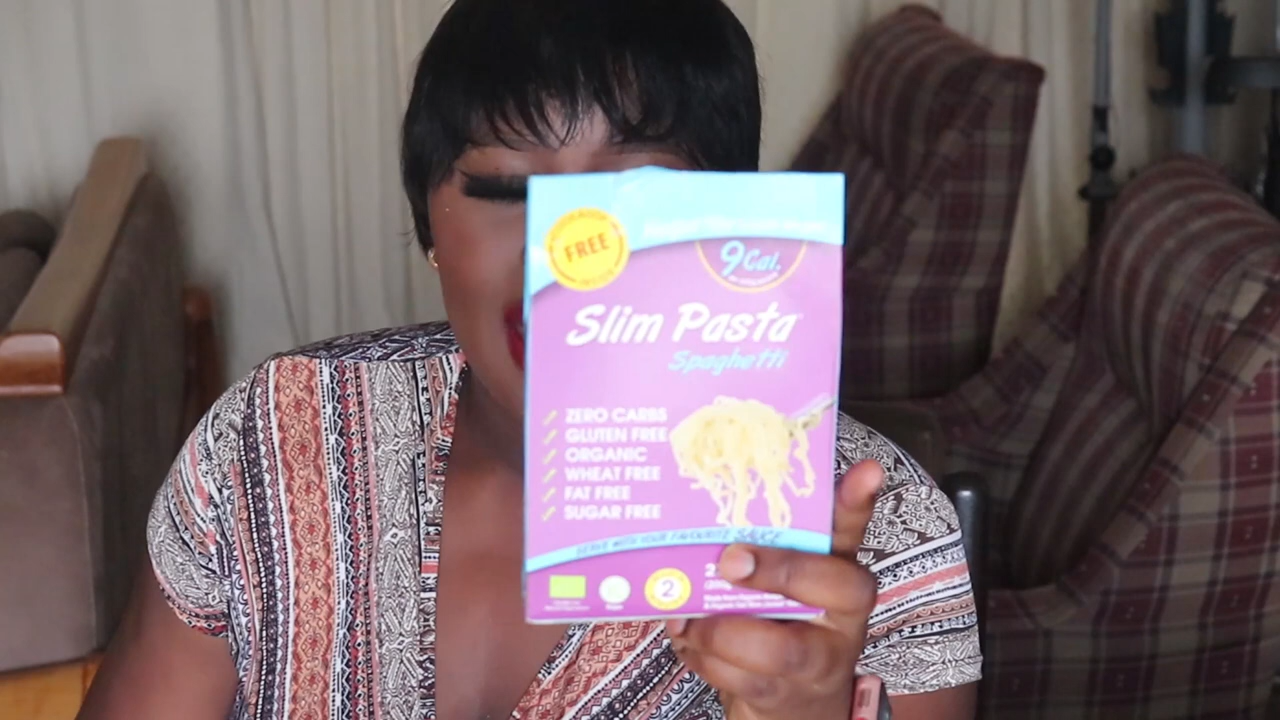 FREE
9 Cal.
Slim Pasta
Spaghetti
ZERO CARBS
GLUTEN FREE
ORGANIC
WHEAT FREE
FAT FREE
SUGAR FREE
SERVE WITH YOUR FAVOURITE SAUCE
2